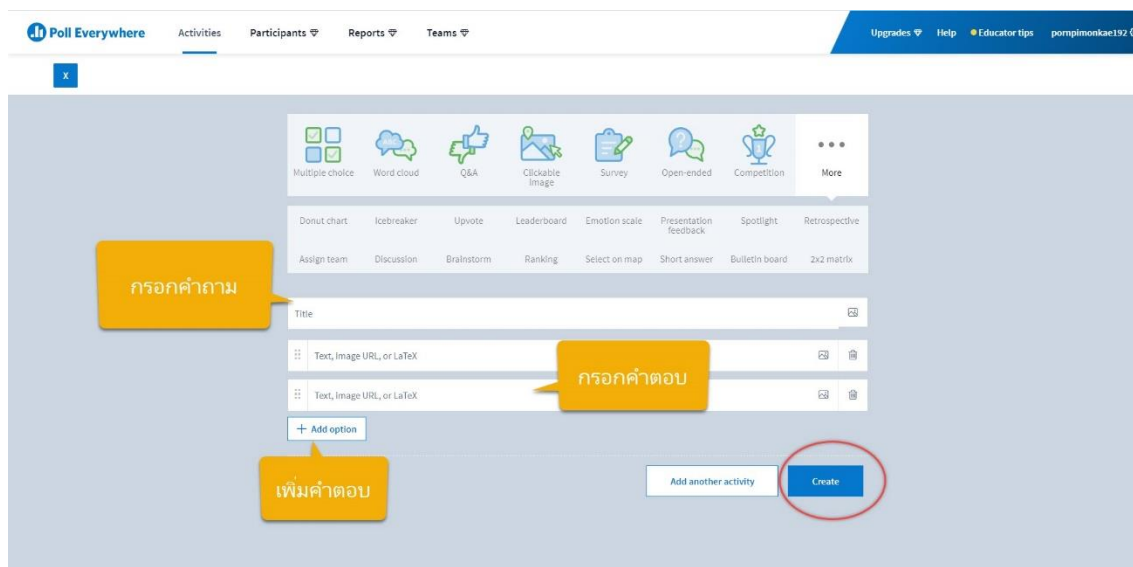 Poll Everywhere Activities Participants Reports Teams Upgrades Help Educator tips pornpimonkae192
X
Multiple choice Word cloud Q&A Clickable image Survey Open-ended Competition More
Donut chart Icebreaker Upvote Leaderboard Emotion scale Presentation feedback Spotlight Retrospective
Assign team Discussion Brainstorm Ranking Select on map Short answer Bulletin board 2x2 matrix
กรอกคำถาม
Title
Text, Image URL, or LaTeX
กรอกคำตอบ
Text, Image URL, or LaTeX
+ Add option
เพิ่มคำตอบ
Add another activity Create